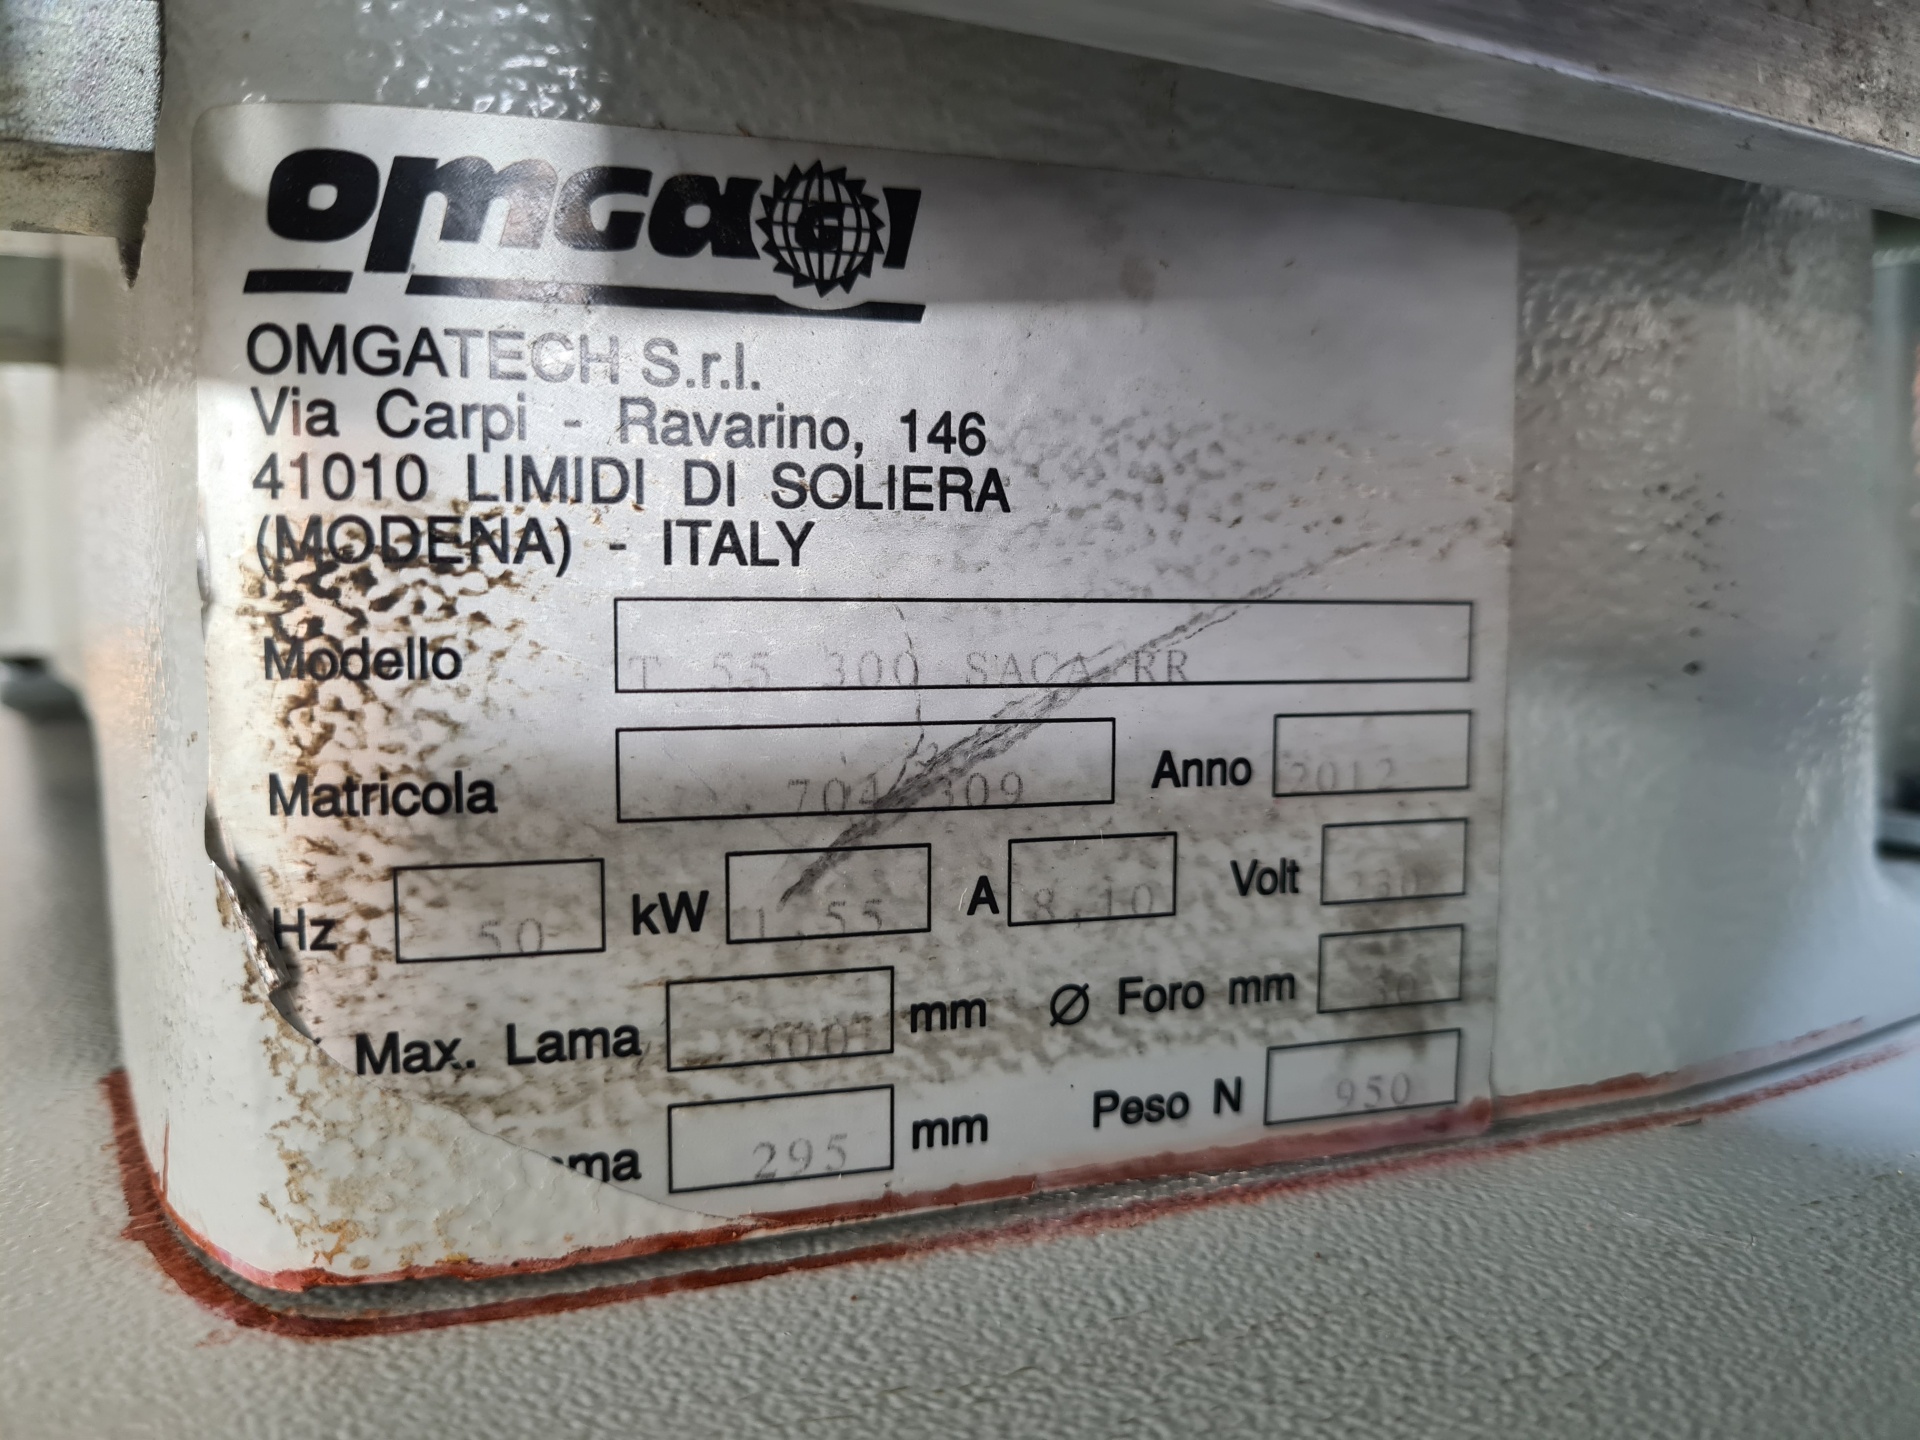 omga
OMGATECH S.r.l.
Via Carpi - Ravarino, 146
41010 LIMIDI DI SOLIERA
(MODENA) - ITALY
Modello T 55 300 SACA RR
Matricola Anno 2012
Hz 50 kW 1.55 A 8,10 Volt 230
Max. Lama 300 mm Ø Foro mm 30
295 mm Peso N 950